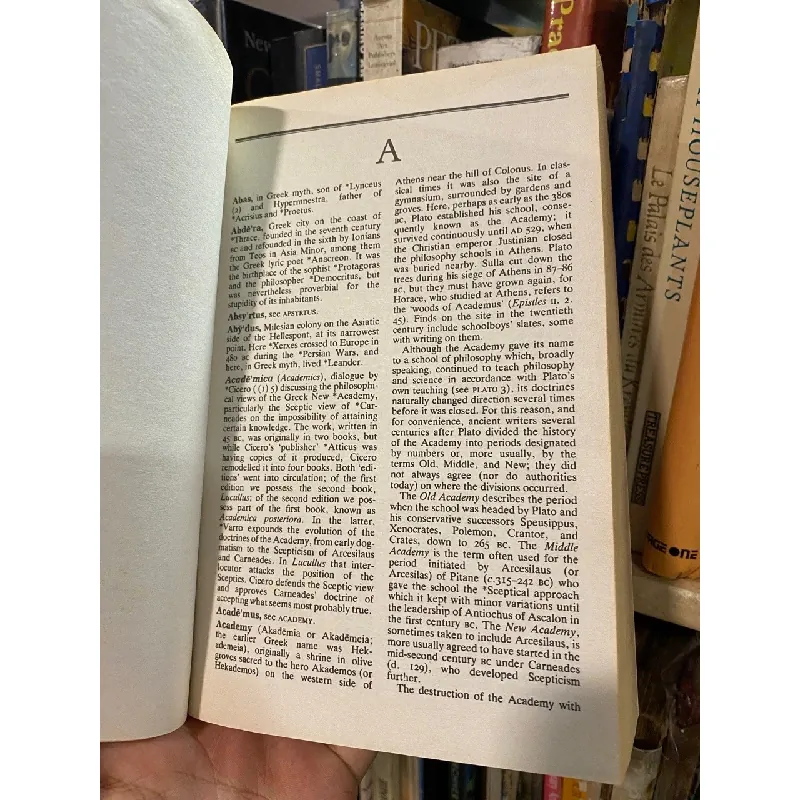 A
Abas, in Greek myth, son of *Lynceus
(2) and Hypermnestra, father of
*Acrisius and *Proetus.
Abdē'ra, Greek city on the coast of
*Thrace, founded in the seventh century
BC and refounded in the sixth by Ionians
from Teos in Asia Minor, among them
the Greek lyric poet *Anacreon. It was
the birthplace of the sophist *Protagoras
and the philosopher *Democritus, but
was nevertheless proverbial for the
stupidity of its inhabitants.
Absy'rtus, see APSYRTUS.
Abȳ'dus, Milesian colony on the Asiatic
side of the Hellespont, at its narrowest
point. Here *Xerxes crossed to Europe in
480 BC during the *Persian Wars, and
here, in Greek myth, lived *Leander.
Acadē'mica (Academics), dialogue by
*Cicero ((1) 5) discussing the philosophi-
cal views of the Greek New *Academy,
particularly the Sceptic view of *Car-
neades on the impossibility of attaining
certain knowledge. The work, written in
45 BC, was originally in two books, but
while Cicero's 'publisher' *Atticus was
having copies of it produced, Cicero
remodelled it into four books. Both 'edi-
tions' went into circulation; of the first
edition we possess the second book,
Lucullus; of the second edition we pos-
sess part of the first book, known as
Academica posteriora. In the latter,
*Varro expounds the evolution of the
doctrines of the Academy, from early dog-
matism to the Scepticism of Arcesilaus
and Carneades. In Lucullus that inter-
locutor attacks the position of the
Sceptics, Cicero defends the Sceptic view
and approves Carneades' doctrine of
accepting what seems most probably true.
Acadē'mus, see ACADEMY.
Academy (Akadēmia or Akadēmeia;
the earlier Greek name was Hek-
ademeia), originally a shrine in olive
groves sacred to the hero Akademos (or
Hekademos) on the western side of
Athens near the hill of Colonus. In clas-
sical times it was also the site of a
gymnasium, surrounded by gardens and
groves. Here, perhaps as early as the 380s
BC, Plato established his school, conse-
quently known as the Academy; it
survived continuously until AD 529, when
the Christian emperor Justinian closed
the philosophy schools in Athens. Plato
was buried nearby. Sulla cut down the
trees during his siege of Athens in 87–86
BC, but they must have grown again, for
Horace, who studied at Athens, refers to
the 'woods of Academus' (Epistles II. 2.
45). Finds on the site in the twentieth
century include schoolboys' slates, some
with writing on them.
Although the Academy gave its name
to a school of philosophy which, broadly
speaking, continued to teach philosophy
and science in accordance with Plato's
own teaching (see PLATO 3), its doctrines
naturally changed direction several times
before it was closed. For this reason, and
for convenience, ancient writers several
centuries after Plato divided the history
of the Academy into periods designated
by numbers or, more usually, by the
terms Old, Middle, and New; they did
not always agree (nor do authorities
today) on where the divisions occurred.
The Old Academy describes the period
when the school was headed by Plato and
his conservative successors Speusippus,
Xenocrates, Polemon, Crantor, and
Crates, down to 265 BC. The Middle
Academy is the term often used for the
period initiated by Arcesilaus (or
Arcesilas) of Pitane (c.315–242 BC) who
gave the school the *Sceptical approach
which it kept with minor variations until
the leadership of Antiochus of Ascalon in
the first century BC. The New Academy,
sometimes taken to include Arcesilaus, is
more usually agreed to have started in the
mid-second century BC under Carneades
(d. 129), who developed Scepticism
further.
The destruction of the Academy with
HOUSEPLANTS
Le Palais des
TREASURE PRESS
AGE ONE
New
SMALL
Pra